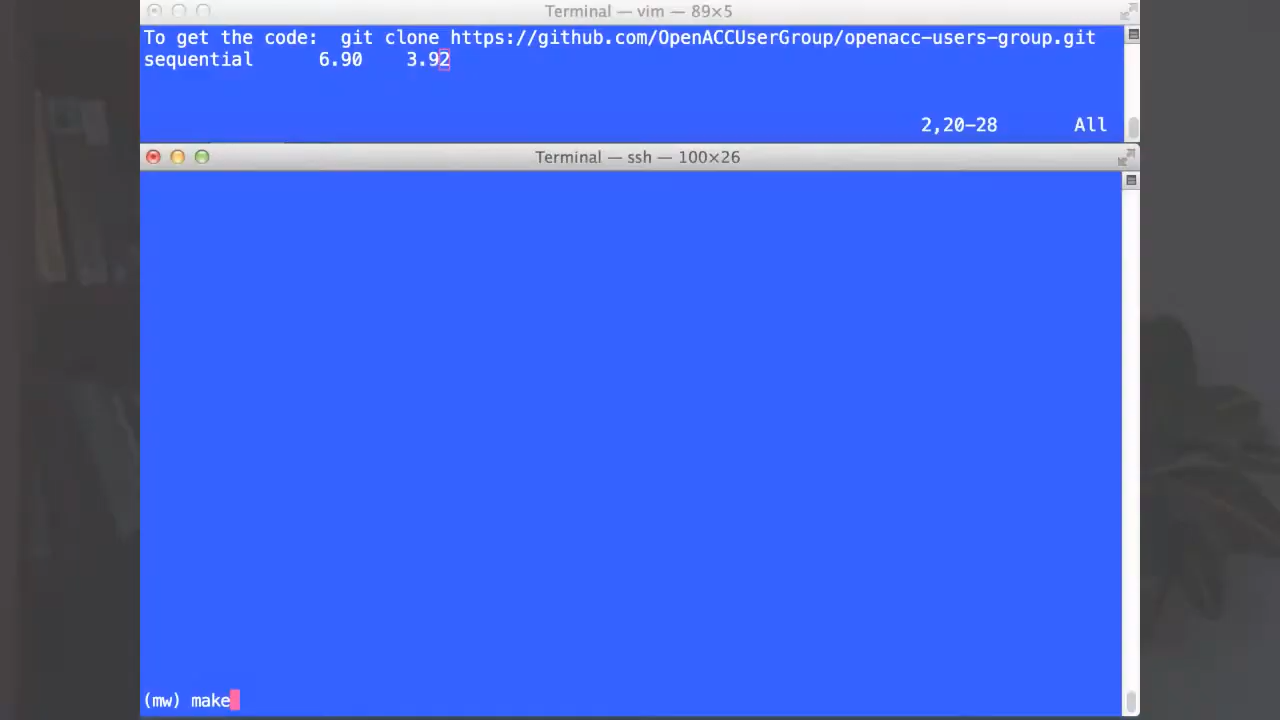 Terminal — vim — 89×5
To get the code:  git clone https://github.com/OpenACCUserGroup/openacc-users-group.git
sequential      6.90    3.92
2,20-28       All
Terminal — ssh — 100×26
(mw) make